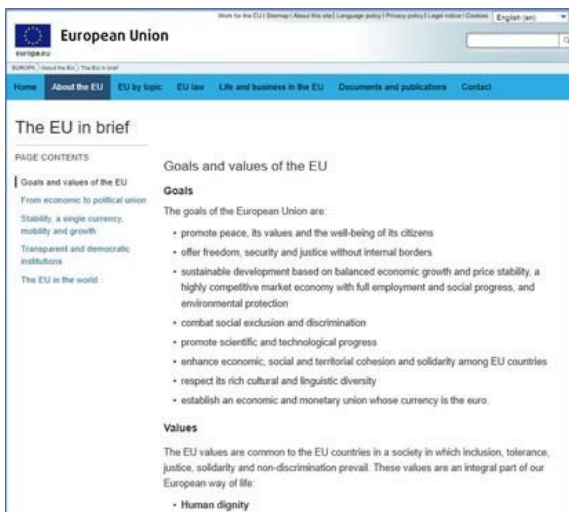 Work for the EU | Sitemap | About this site | Language policy | Privacy policy | Legal notice | Cookies English (en)
European Union
europa.eu
EUROPA > About the EU > The EU in brief
Home About the EU EU by topic EU law Life and business in the EU Documents and publications Contact
The EU in brief
PAGE CONTENTS
Goals and values of the EU
From economic to political union
Stability, a single currency,
mobility and growth
Transparent and democratic
institutions
The EU in the world
Goals and values of the EU
Goals
The goals of the European Union are:
• promote peace, its values and the well-being of its citizens
• offer freedom, security and justice without internal borders
• sustainable development based on balanced economic growth and price stability, a
highly competitive market economy with full employment and social progress, and
environmental protection
• combat social exclusion and discrimination
• promote scientific and technological progress
• enhance economic, social and territorial cohesion and solidarity among EU countries
• respect its rich cultural and linguistic diversity
• establish an economic and monetary union whose currency is the euro.
Values
The EU values are common to the EU countries in a society in which inclusion, tolerance,
justice, solidarity and non-discrimination prevail. These values are an integral part of our
European way of life:
• Human dignity